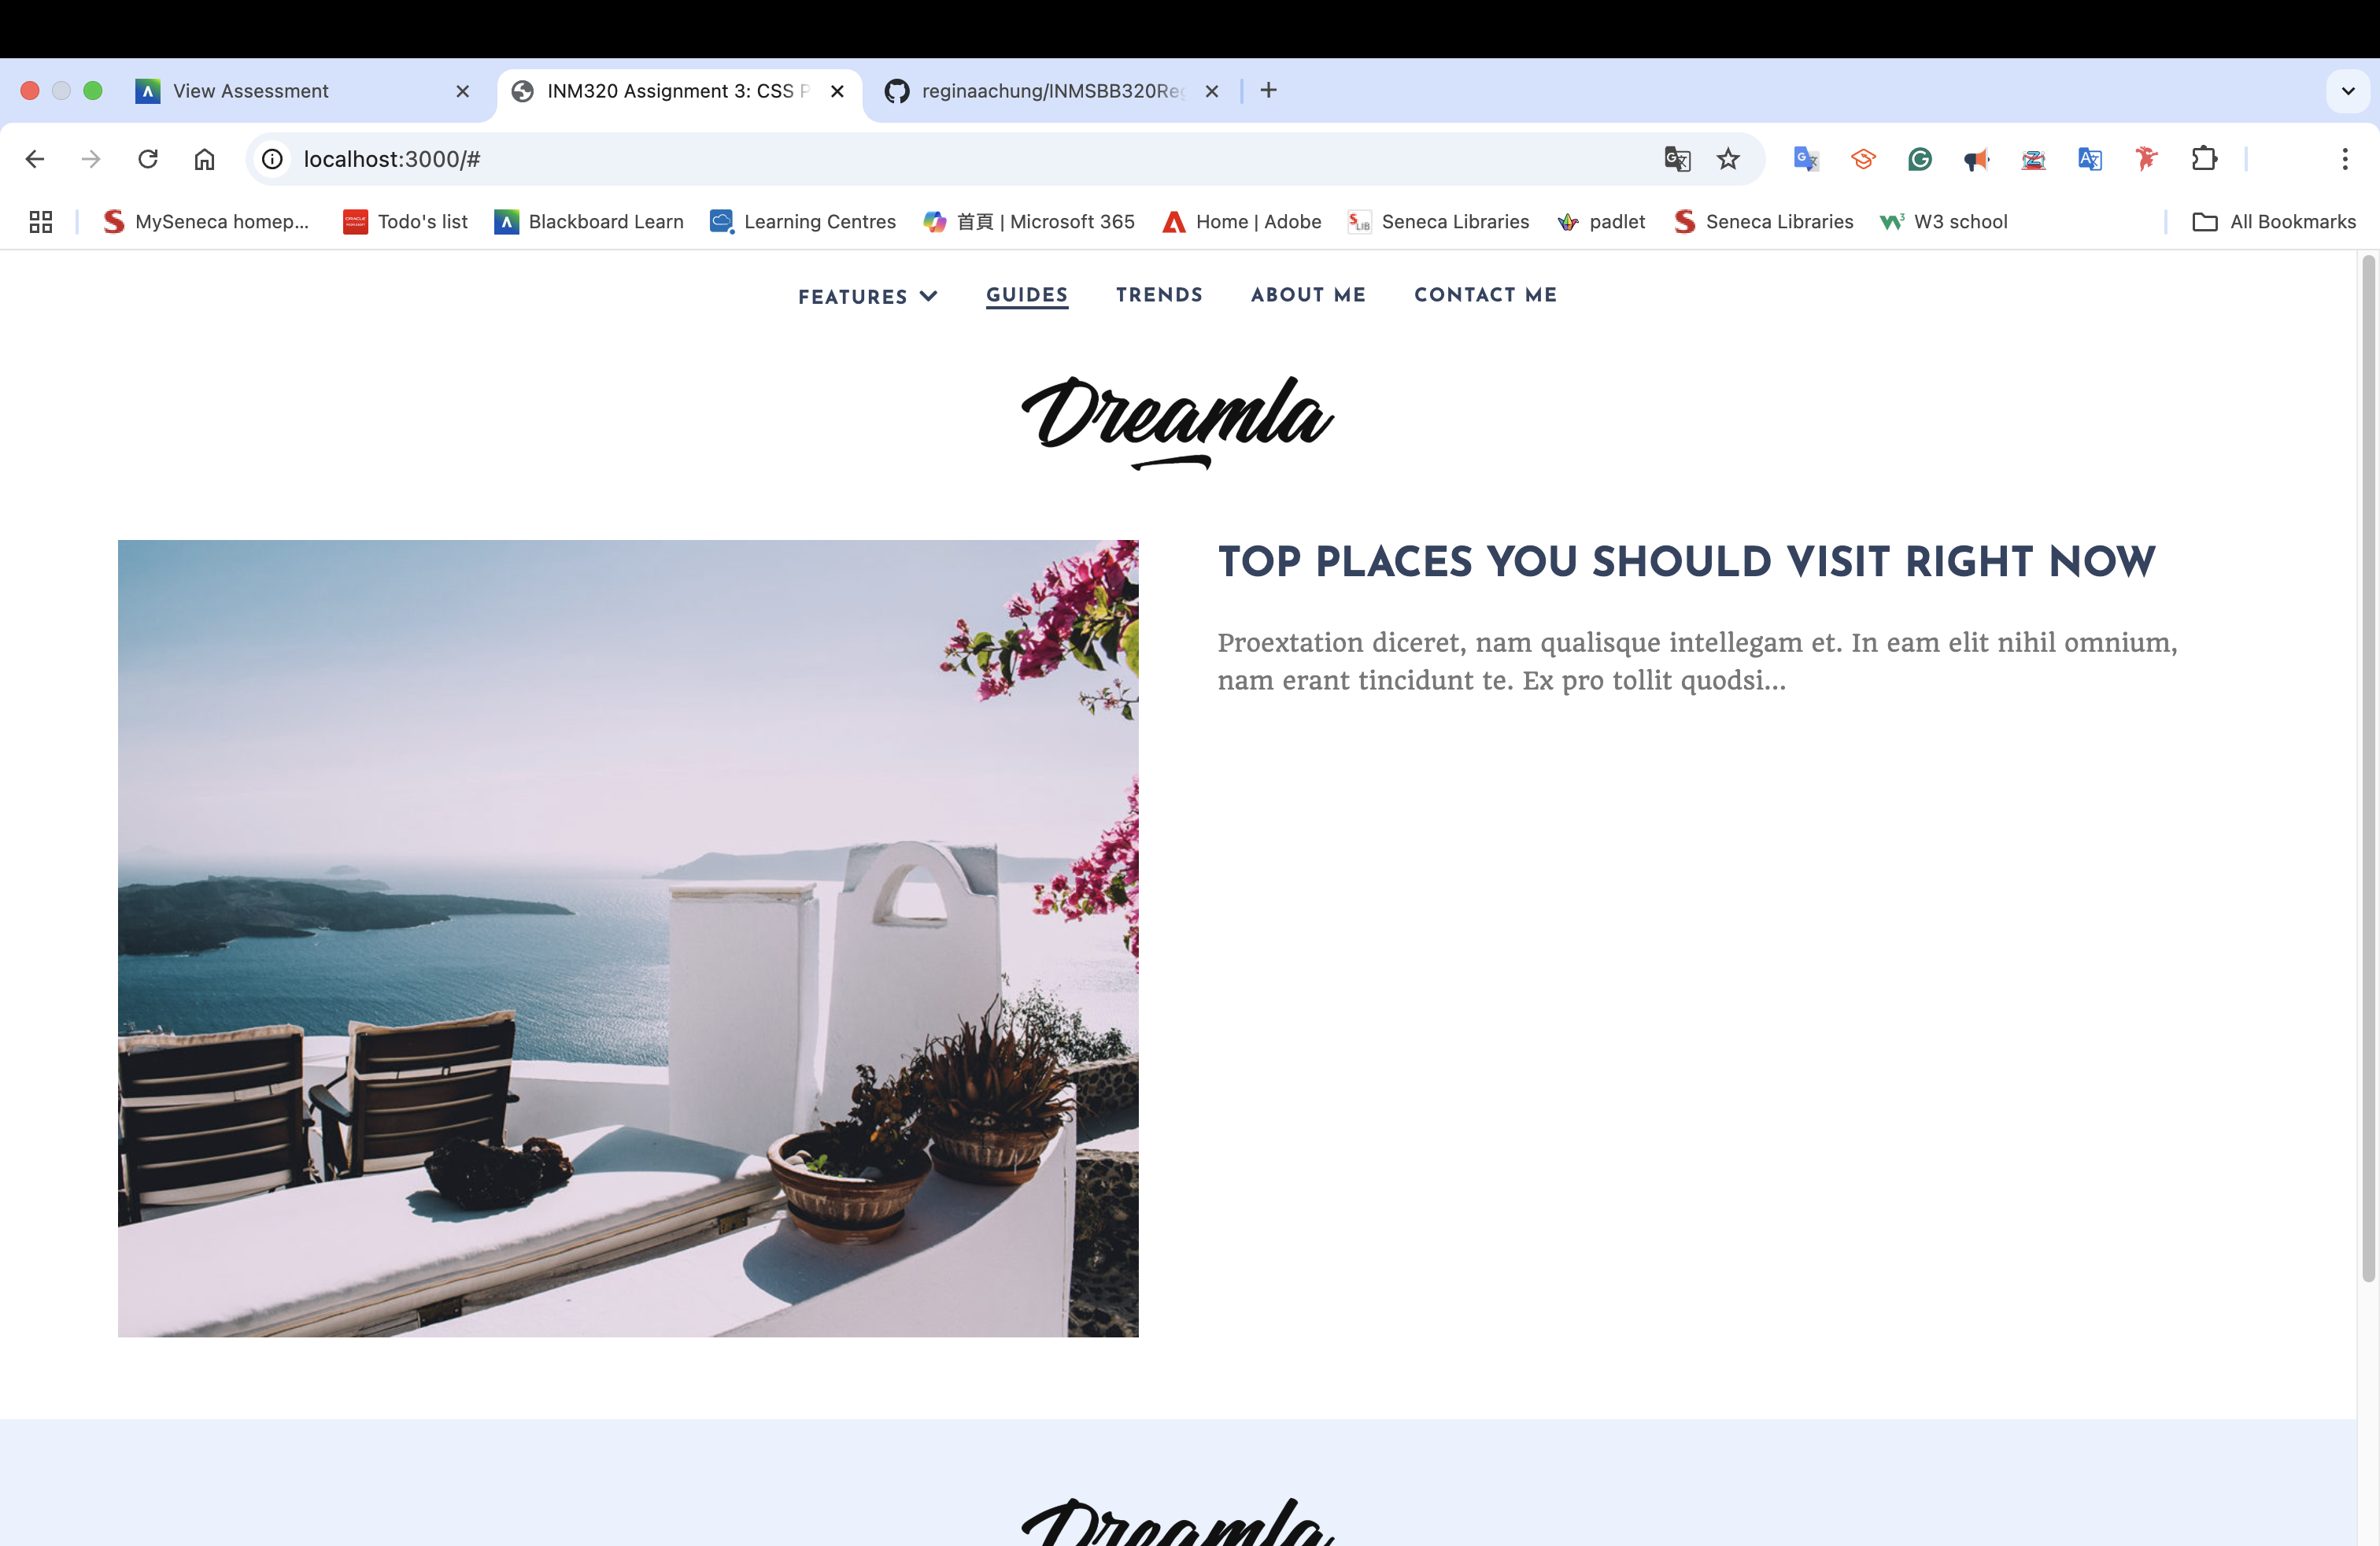 View Assessment
INM320 Assignment 3: CSS P
reginaachung/INMSBB320Reg
localhost:3000/#
MySeneca homep...
Todo's list
Blackboard Learn
Learning Centres
首頁 | Microsoft 365
Home | Adobe
Seneca Libraries
padlet
Seneca Libraries
W3 school
All Bookmarks
FEATURES
GUIDES
TRENDS
ABOUT ME
CONTACT ME
Dreamla
TOP PLACES YOU SHOULD VISIT RIGHT NOW
Proextation diceret, nam qualisque intellegam et. In eam elit nihil omnium,
nam erant tincidunt te. Ex pro tollit quodsi...
Dreamla